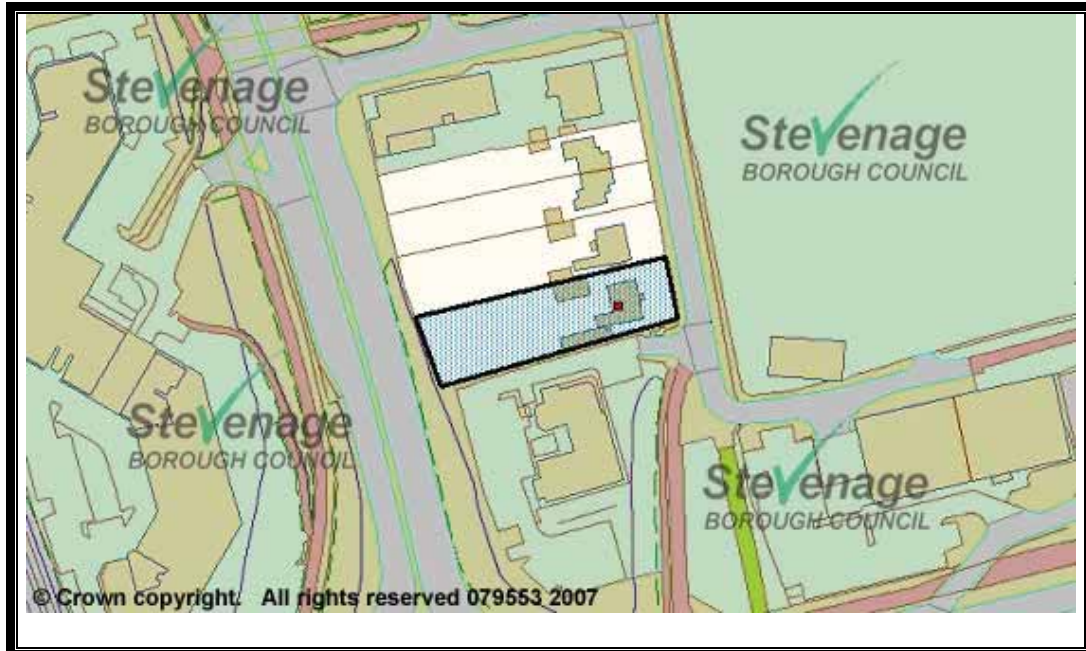 Stevenage
BOROUGH COUNCIL
Stevenage
BOROUGH COUNCIL
Stevenage
BOROUGH COUNCIL
Stevenage
BOROUGH COUNCIL
© Crown copyright. All rights reserved 079553 2007